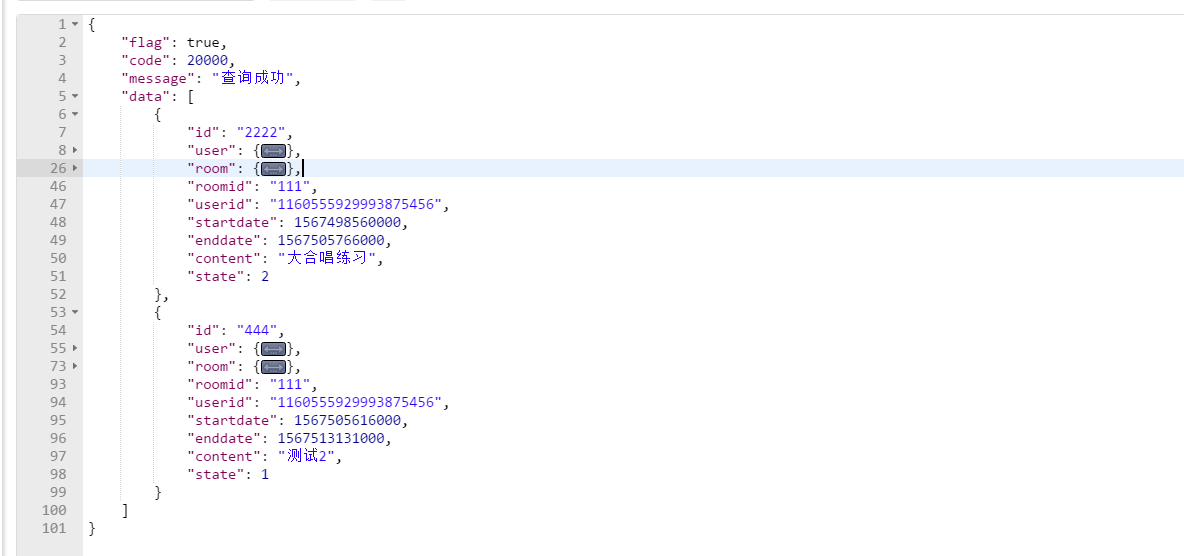 1 {
2 "flag": true,
3 "code": 20000,
4 "message": "查询成功",
5 "data": [
6 {
7 "id": "2222",
8 "user": {},
26 "room": {},
46 "roomid": "111",
47 "userid": "1160555929993875456",
48 "startdate": 1567498560000,
49 "enddate": 1567505766000,
50 "content": "大合唱练习",
51 "state": 2
52 },
53 {
54 "id": "444",
55 "user": {},
73 "room": {},
93 "roomid": "111",
94 "userid": "1160555929993875456",
95 "startdate": 1567505616000,
96 "enddate": 1567513131000,
97 "content": "测试2",
98 "state": 1
99 }
100 ]
101 }